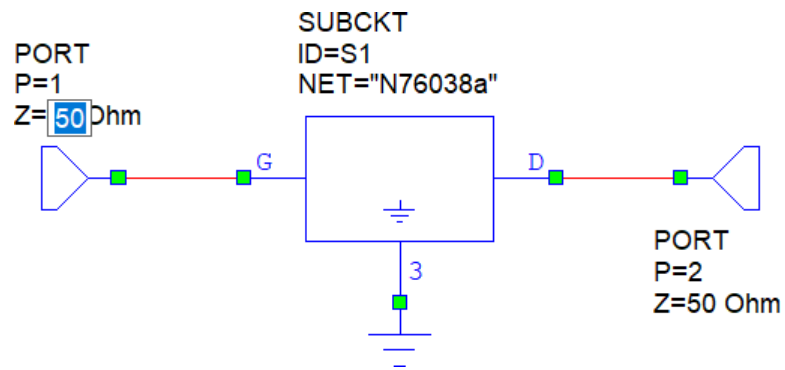 SUBCKT
ID=S1
NET="N76038a"
PORT
P=1
Z=50 Ohm
G
D
3
PORT
P=2
Z=50 Ohm